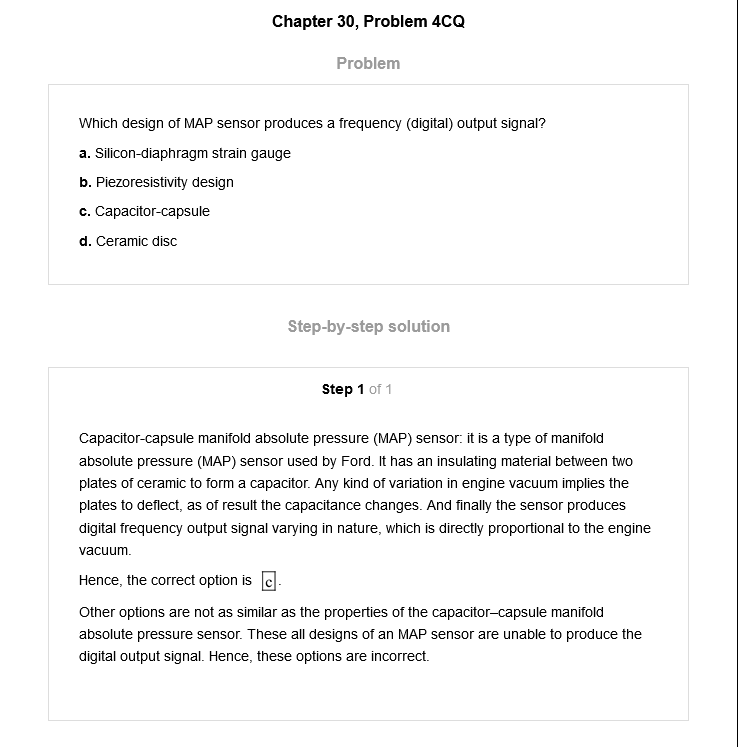 Chapter 30, Problem 4CQ
Problem
Which design of MAP sensor produces a frequency (digital) output signal?
a. Silicon-diaphragm strain gauge
b. Piezoresistivity design
c. Capacitor-capsule
d. Ceramic disc
Step-by-step solution
Step 1 of 1
Capacitor-capsule manifold absolute pressure (MAP) sensor: it is a type of manifold
absolute pressure (MAP) sensor used by Ford. It has an insulating material between two
plates of ceramic to form a capacitor. Any kind of variation in engine vacuum implies the
plates to deflect, as of result the capacitance changes. And finally the sensor produces
digital frequency output signal varying in nature, which is directly proportional to the engine
vacuum.
Hence, the correct option is c.
Other options are not as similar as the properties of the capacitor–capsule manifold
absolute pressure sensor. These all designs of an MAP sensor are unable to produce the
digital output signal. Hence, these options are incorrect.